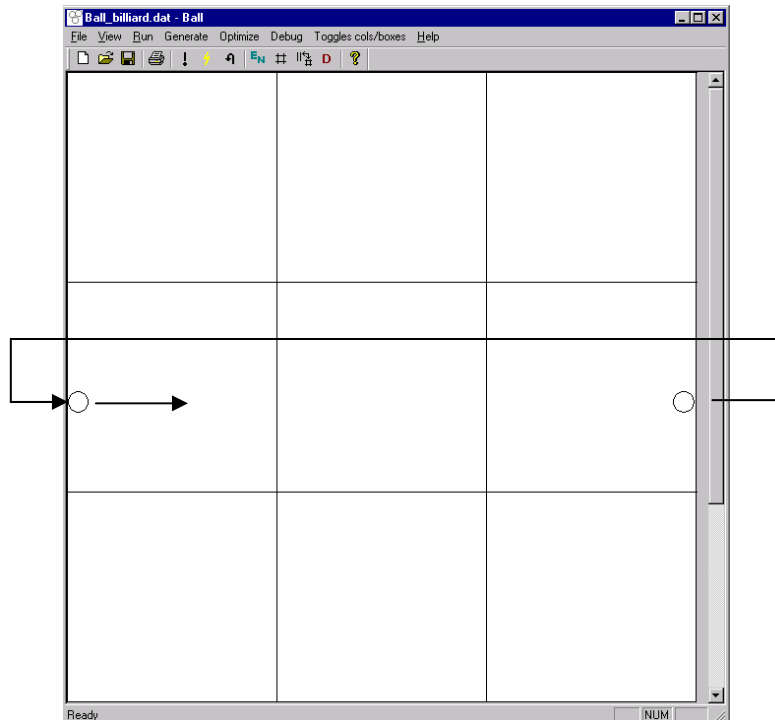 Ball_billiard.dat - Ball
File View Run Generate Optimize Debug Toggles cols/boxes Help
! EN # D ?
Ready NUM